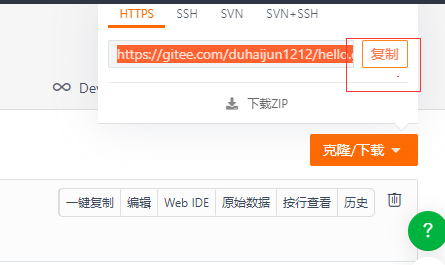 HTTPS SSH SVN SVN+SSH
https://gitee.com/duhaijun1212/hello. 复制
De
下载ZIP
克隆/下载
一键复制 编辑 Web IDE 原始数据 按行查看 历史
?